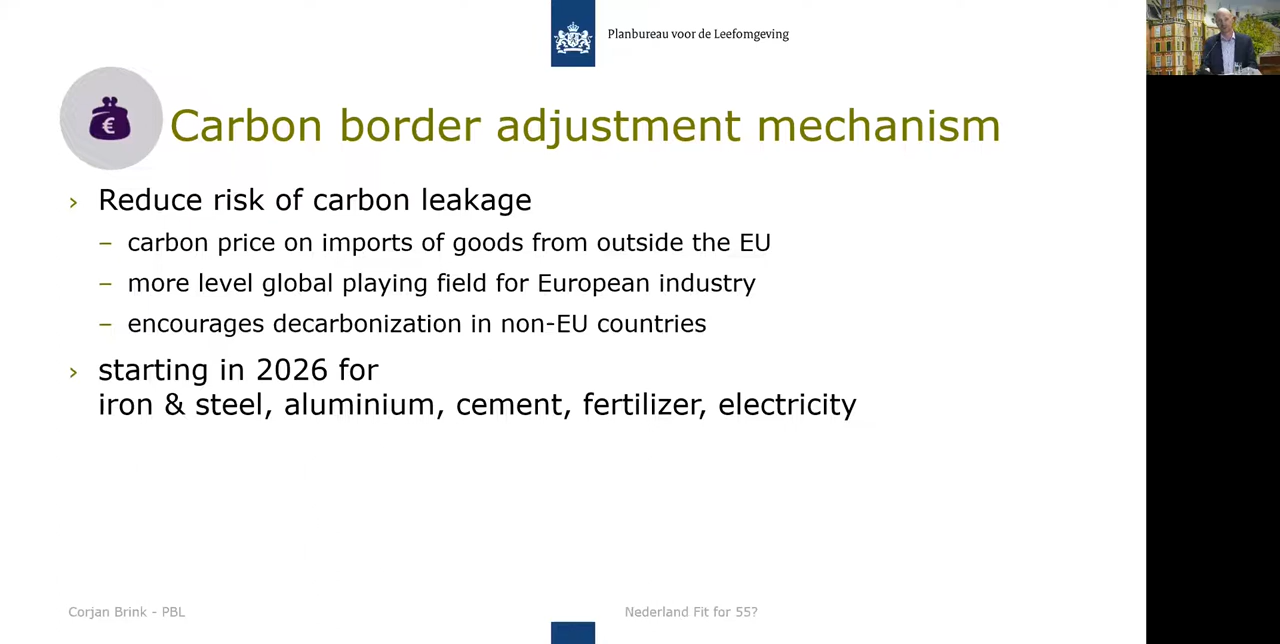 Planbureau voor de Leefomgeving
€
Carbon border adjustment mechanism
› Reduce risk of carbon leakage
– carbon price on imports of goods from outside the EU
– more level global playing field for European industry
– encourages decarbonization in non-EU countries
› starting in 2026 for
iron & steel, aluminium, cement, fertilizer, electricity
Corjan Brink - PBL
Nederland Fit for 55?